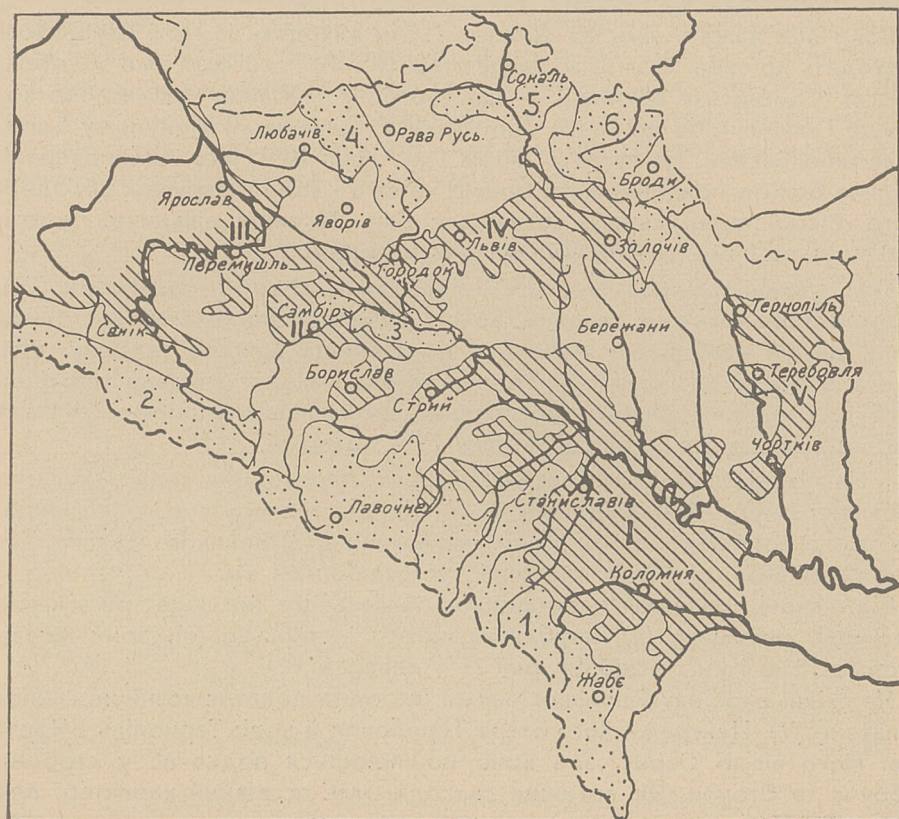 Сокаль
5
6
4
Рава Русь.
Любачів
Броди
Ярослав
Яворів
III
IV
Львів
Золочів
Перемишль
Городок
Самбір
II
3
Тернопіль
Сянік
Бережани
Борислав
Теребовля
2
Стрий
V
Чортків
Станиславів
Лавочне
I
Коломия
1
Жабє